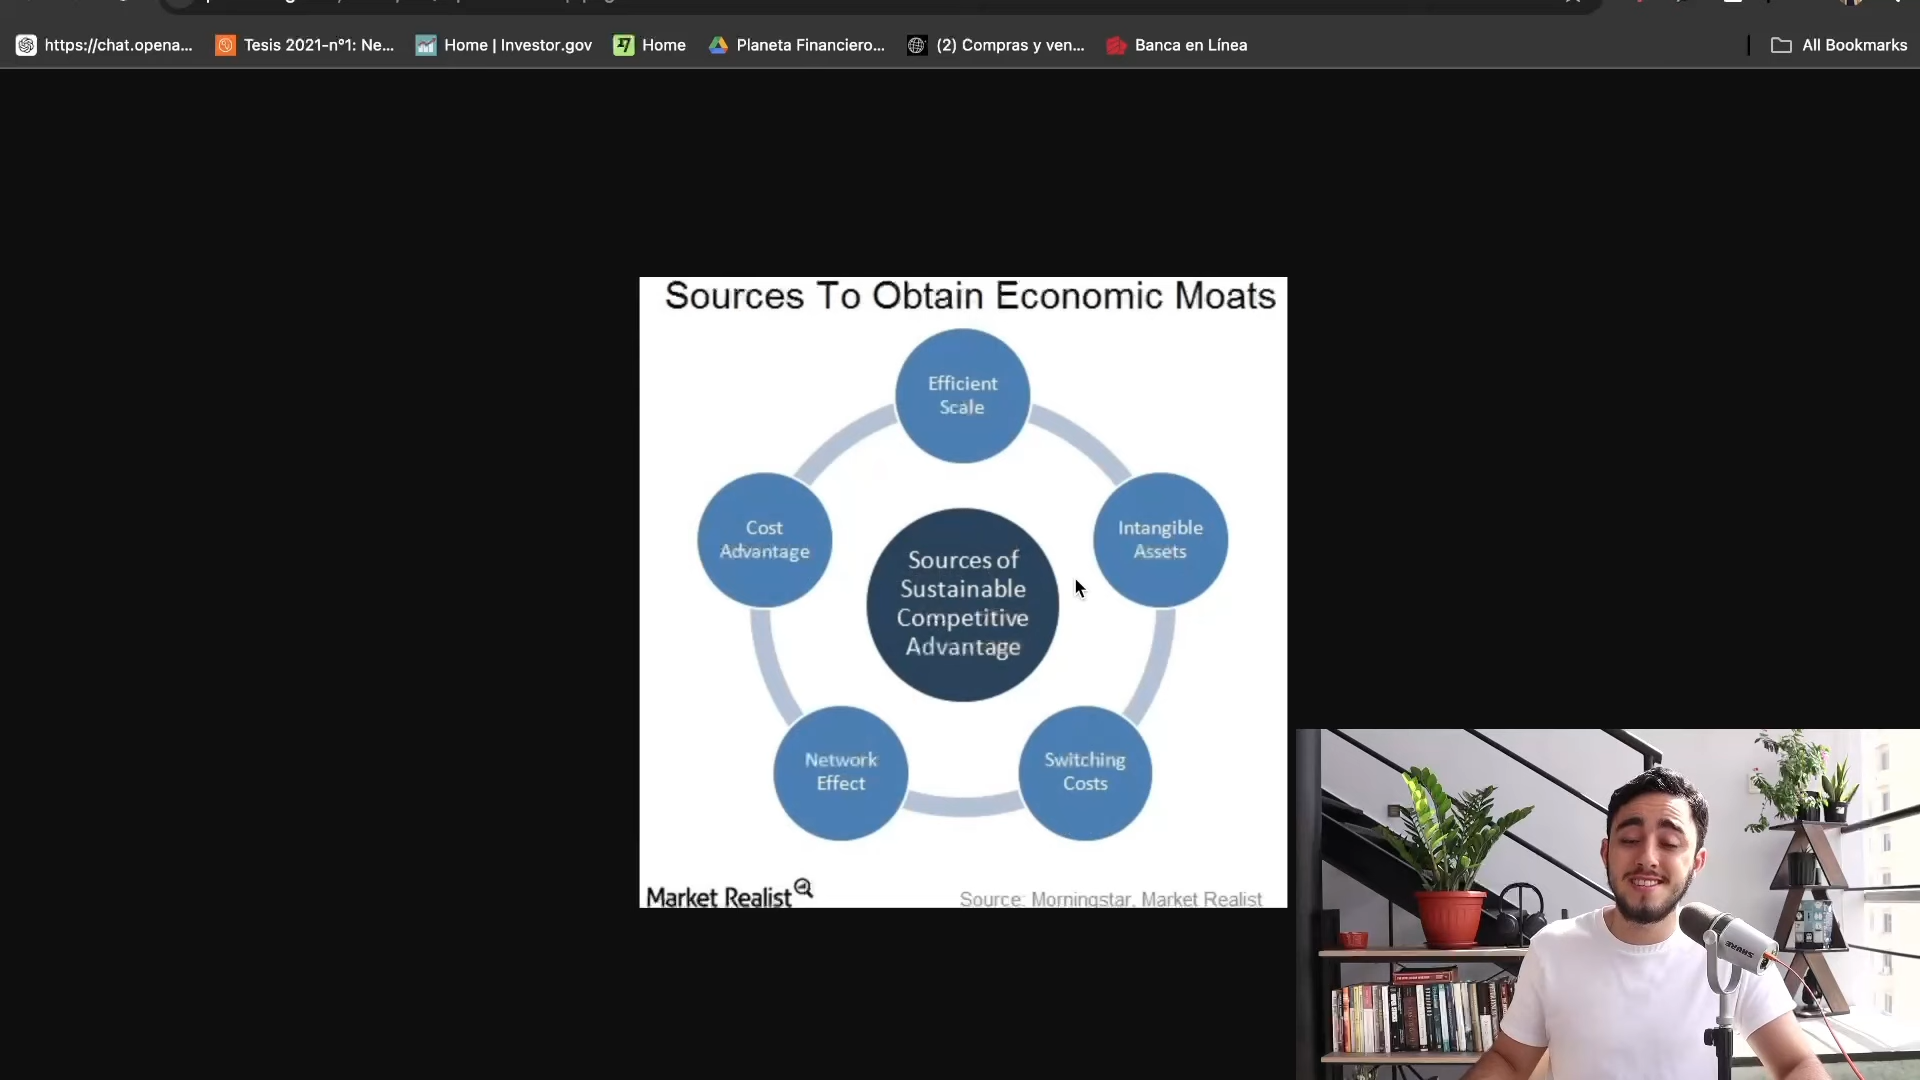 https://chat.opena...
Tesis 2021-nº1: Ne...
Home | Investor.gov
Home
Planeta Financiero...
(2) Compras y ven...
Banca en Línea
All Bookmarks
Sources To Obtain Economic Moats
Efficient
Scale
Cost
Advantage
Intangible
Assets
Sources of
Sustainable
Competitive
Advantage
Network
Effect
Switching
Costs
Market Realist
Source: Morningstar, Market Realist
SHURE